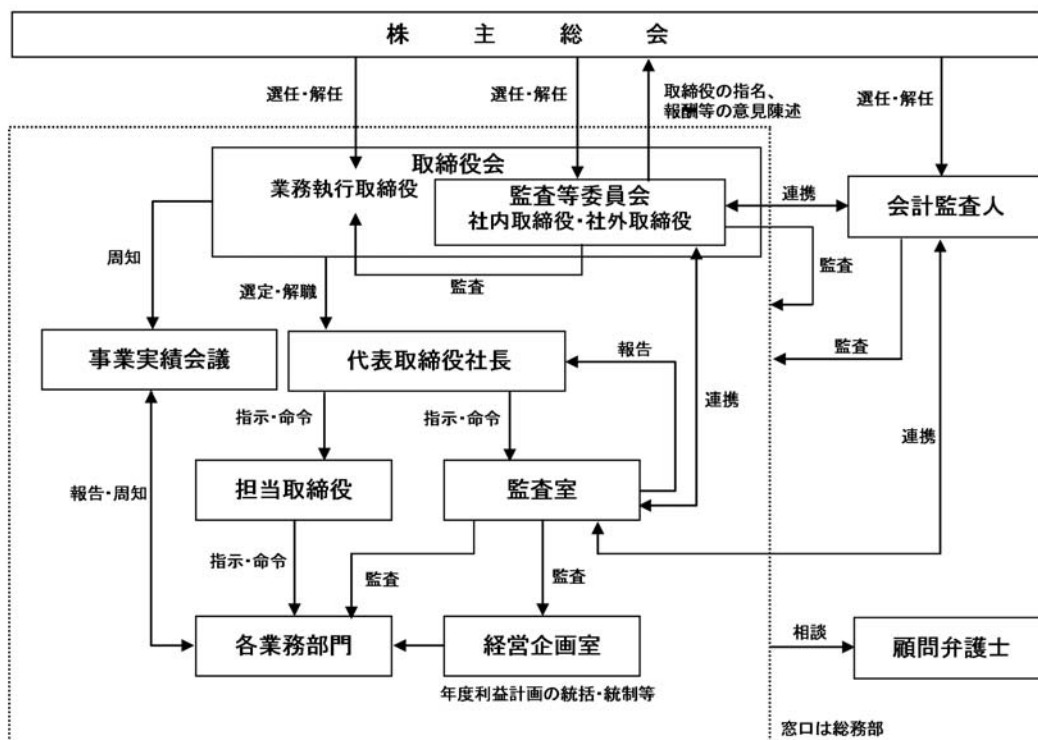 株主総会
選任・解任
選任・解任
取締役の指名、
報酬等の意見陳述
選任・解任
取締役会
業務執行取締役
監査等委員会
社内取締役・社外取締役
連携
会計監査人
周知
監査
監査
選定・解職
監査
事業実績会議
代表取締役社長
報告
連携
連携
指示・命令
指示・命令
担当取締役
監査室
報告・周知
指示・命令
監査
監査
各業務部門
経営企画室
相談
顧問弁護士
年度利益計画の統括・統制等
窓口は総務部